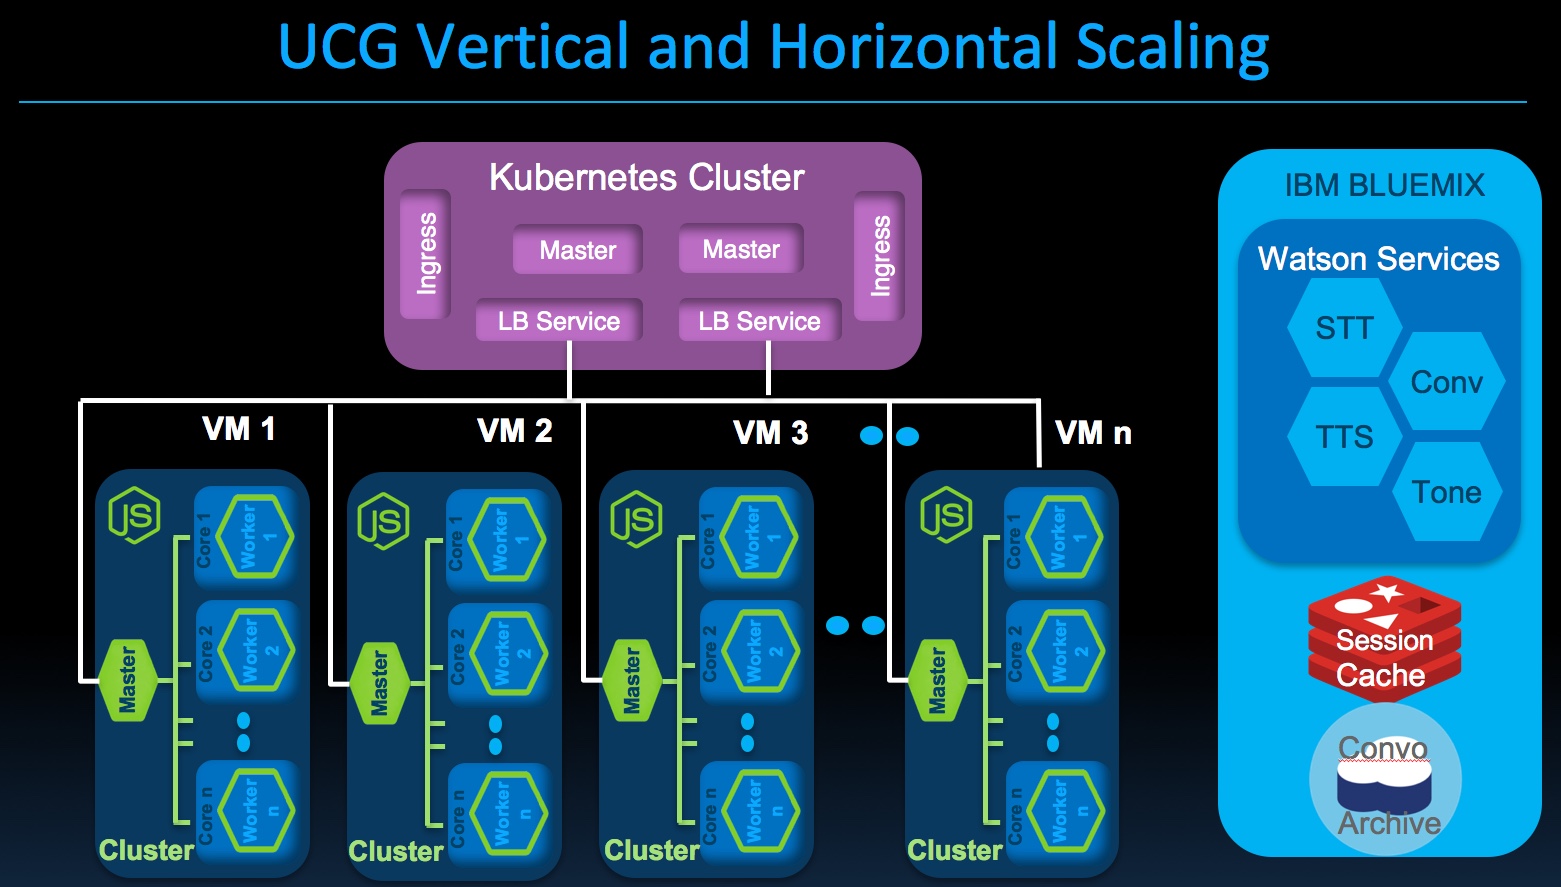 UCG Vertical and Horizontal Scaling
Kubernetes Cluster
Ingress
Master
Master
Ingress
LB Service
LB Service
VM 1
VM 2
VM 3
VM n
JS
Core 1
Worker
1
Core 2
Worker
2
Master
Core n
Worker
n
Cluster
JS
Core 1
Worker
1
Core 2
Worker
2
Master
Core n
Worker
n
Cluster
JS
Core 1
Worker
1
Core 2
Worker
2
Master
Core n
Worker
n
Cluster
JS
Core 1
Worker
1
Core 2
Worker
2
Master
Core n
Worker
n
Cluster
IBM BLUEMIX
Watson Services
STT
Conv
TTS
Tone
Session
Cache
Convo
Archive